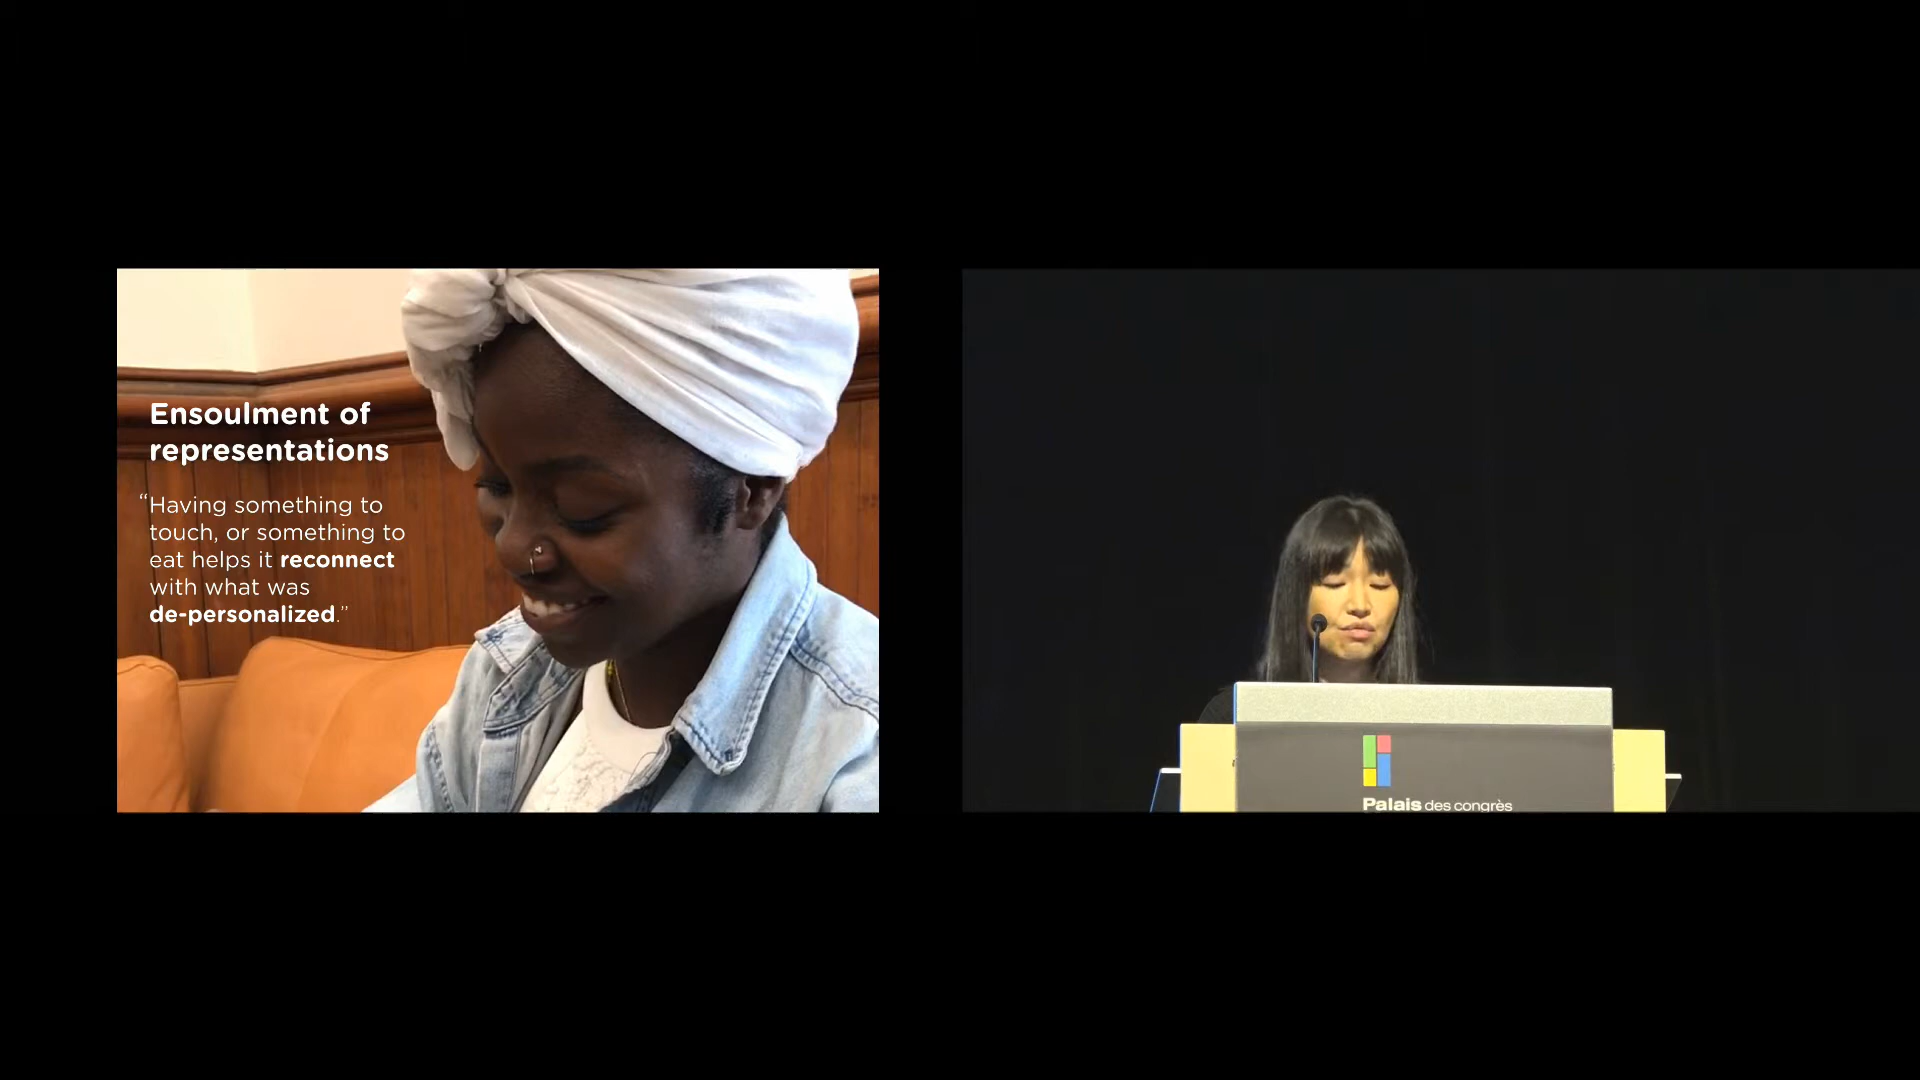 Ensoulment of
representations
“Having something to
touch, or something to
eat helps it reconnect
with what was
de-personalized.”
Palais des congrès